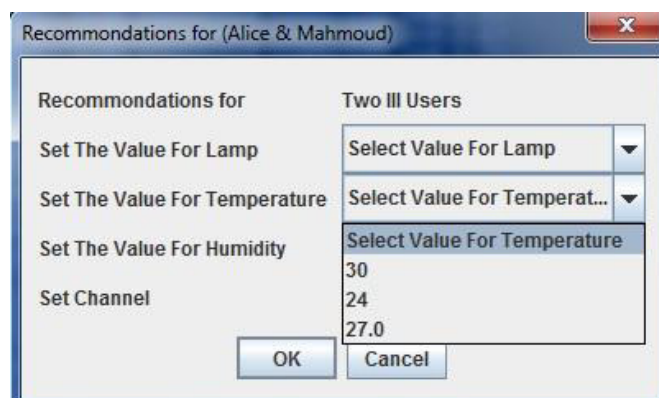 Recommondations for (Alice & Mahmoud)
Recommondations for Two Ill Users
Set The Value For Lamp Select Value For Lamp
Set The Value For Temperature Select Value For Temperat...
Set The Value For Humidity Select Value For Temperature
30
Set Channel 24
27.0
OK Cancel